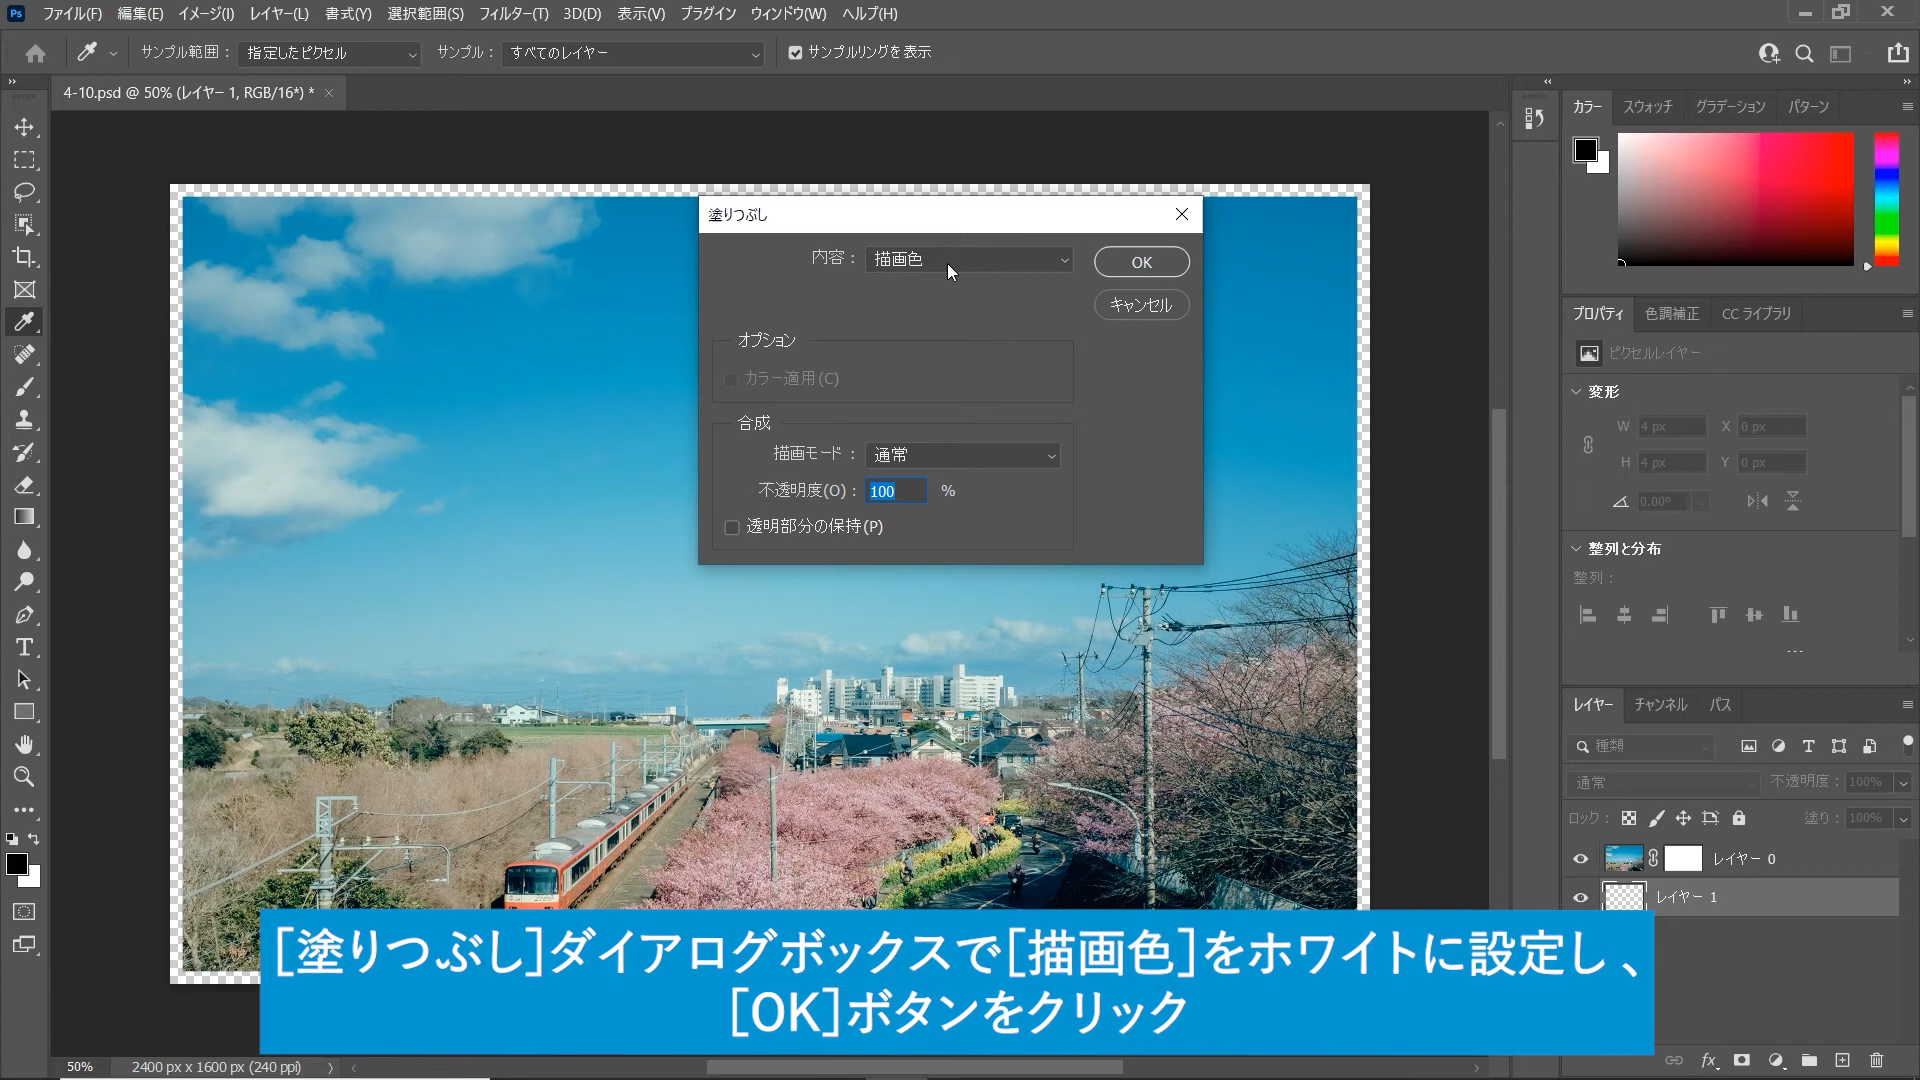 Ps ファイル(F) 編集(E) イメージ(I) レイヤー(L) 書式(Y) 選択範囲(S) フィルター(T) 3D(D) 表示(V) プラグイン ウィンドウ(W) ヘルプ(H)
サンプル範囲： 指定したピクセル サンプル： すべてのレイヤー サンプルリングを表示
4-10.psd @ 50% (レイヤー 1, RGB/16*) * ×
カラー スウォッチ グラデーション パターン
塗りつぶし
内容： 描画色 OK
キャンセル
オプション
カラー適用(C)
合成
描画モード： 通常
不透明度(O)： 100 %
透明部分の保持(P)
プロパティ 色調補正 CC ライブラリ
ピクセルレイヤー
変形
W 4 px X 0 px
H 4 px Y 0 px
0.00°
整列と分布
整列：
レイヤー チャンネル パス
種類
通常 不透明度： 100%
ロック： 塗り： 100%
レイヤー 0
レイヤー 1
[塗りつぶし]ダイアログボックスで[描画色]をホワイトに設定し、
[OK]ボタンをクリック
50% 2400 px x 1600 px (240 ppi)
fx